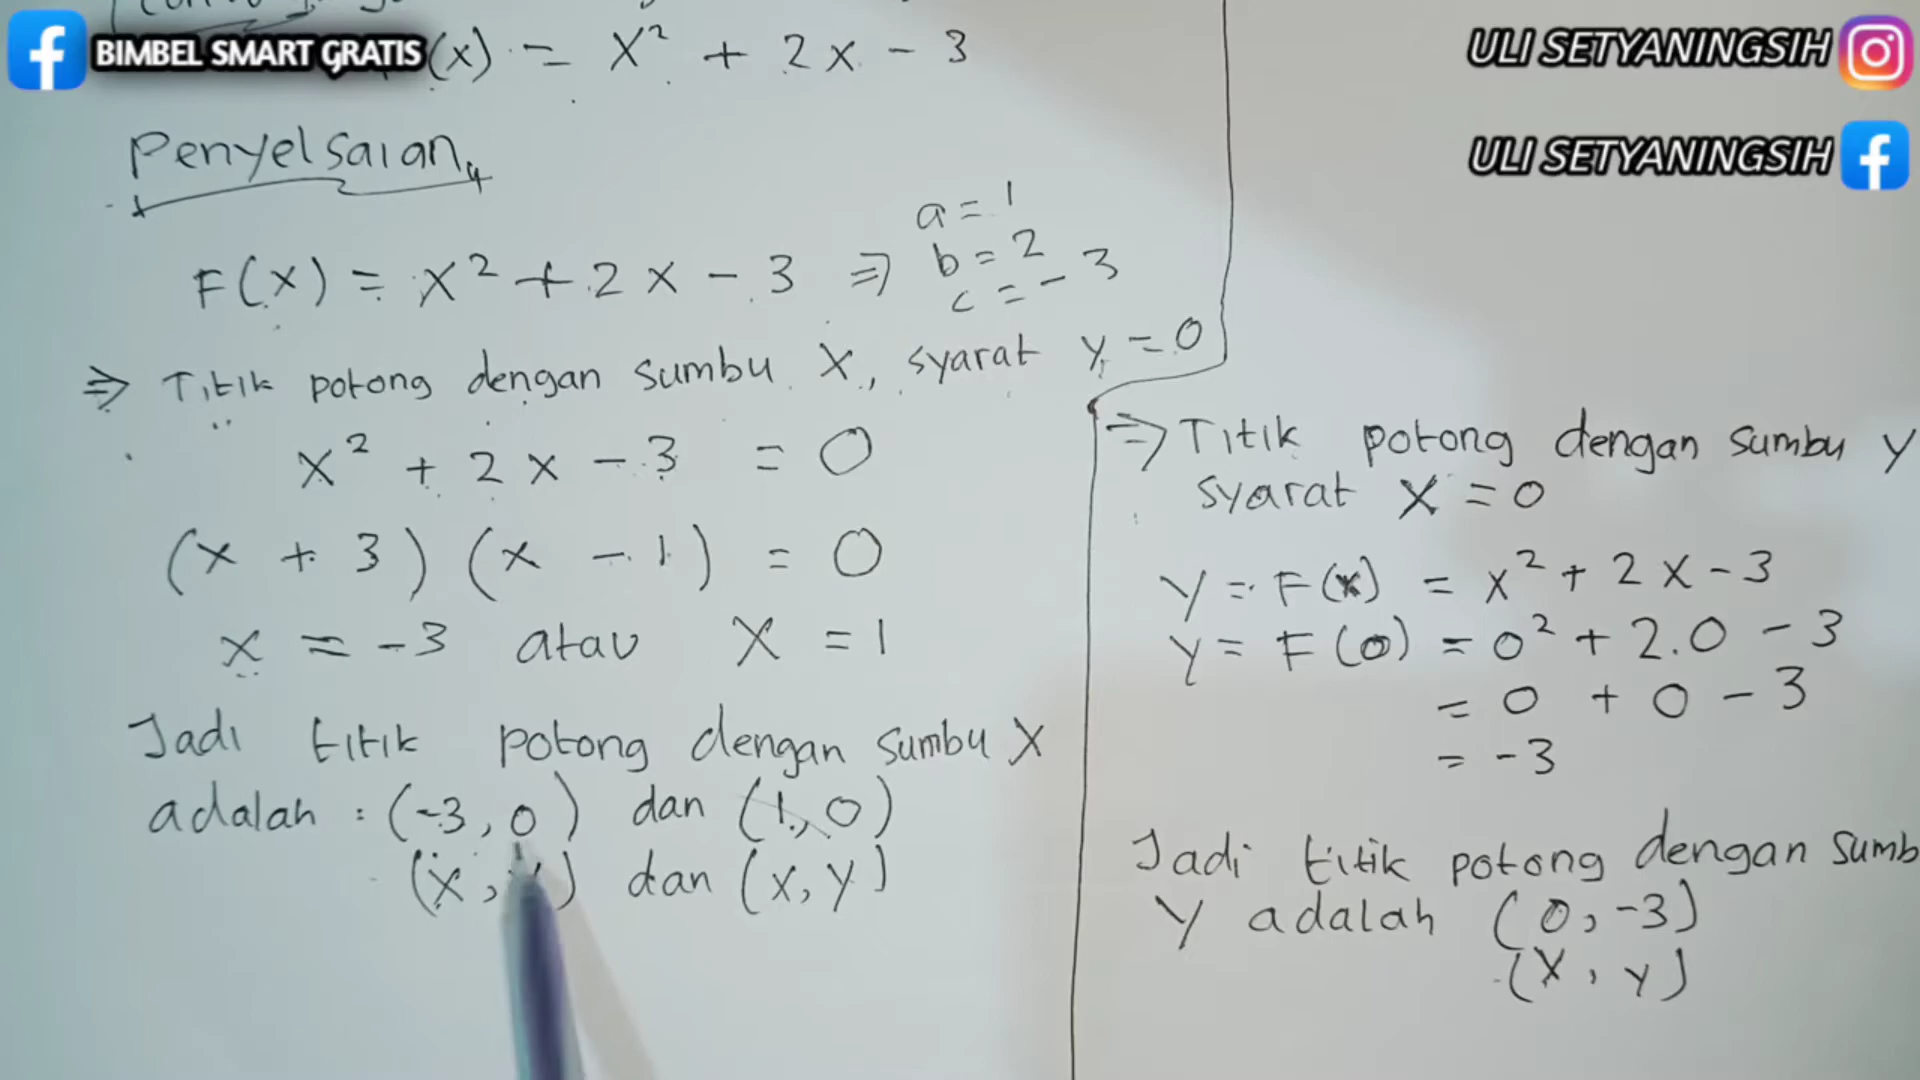 BIMBEL SMART GRATIS
(x) = x² + 2x - 3
ULI SETYANINGSIH
ULI SETYANINGSIH
Penyelsaian
F(x) = x² + 2x - 3 ⇒ a = 1
b = 2
c = -3
⇒ Titik potong dengan sumbu X, syarat y = 0
x² + 2x - 3 = 0
(x + 3) (x - 1) = 0
x = -3 atau x = 1
Jadi titik potong dengan sumbu X
adalah : (-3, 0) dan (1, 0)
(x, y) dan (x, y)
⇒ Titik potong dengan sumbu y
syarat x = 0
y = F(x) = x² + 2x - 3
y = F(0) = 0² + 2.0 - 3
= 0 + 0 - 3
= -3
Jadi titik potong dengan sumb
y adalah (0, -3)
(x, y)